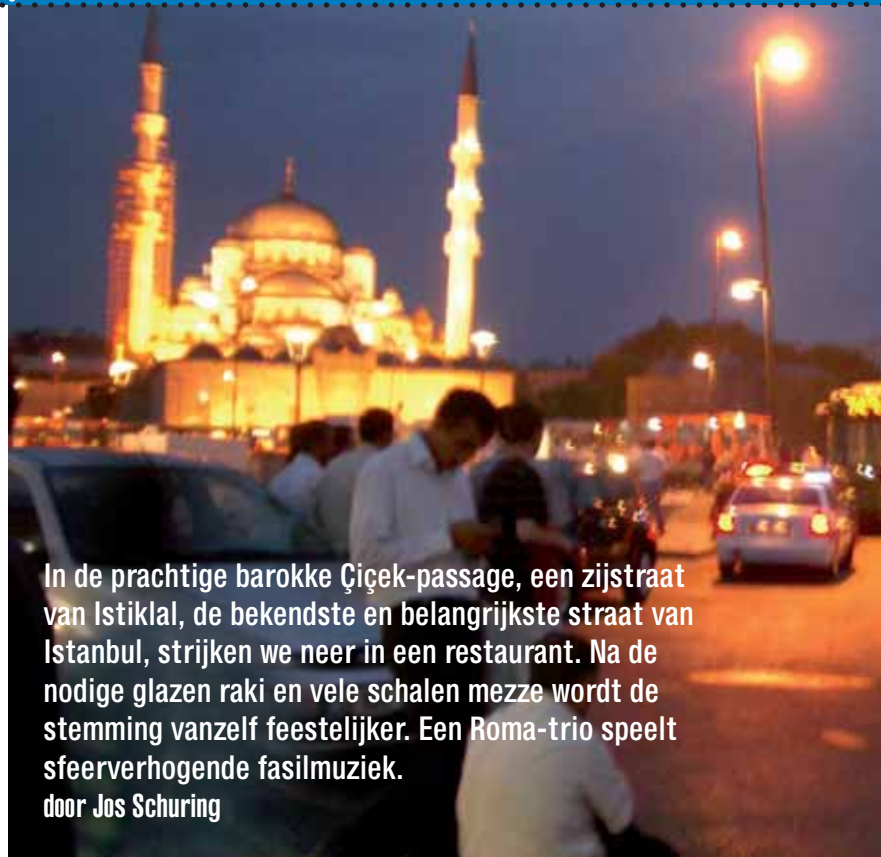 In de prachtige barokke Çiçek-passage, een zijstraat
van Istiklal, de bekendste en belangrijkste straat van
Istanbul, strijken we neer in een restaurant. Na de
nodige glazen raki en vele schalen mezze wordt de
stemming vanzelf feestelijker. Een Roma-trio speelt
sfeerverhogende fasilmuziek.
door Jos Schuring